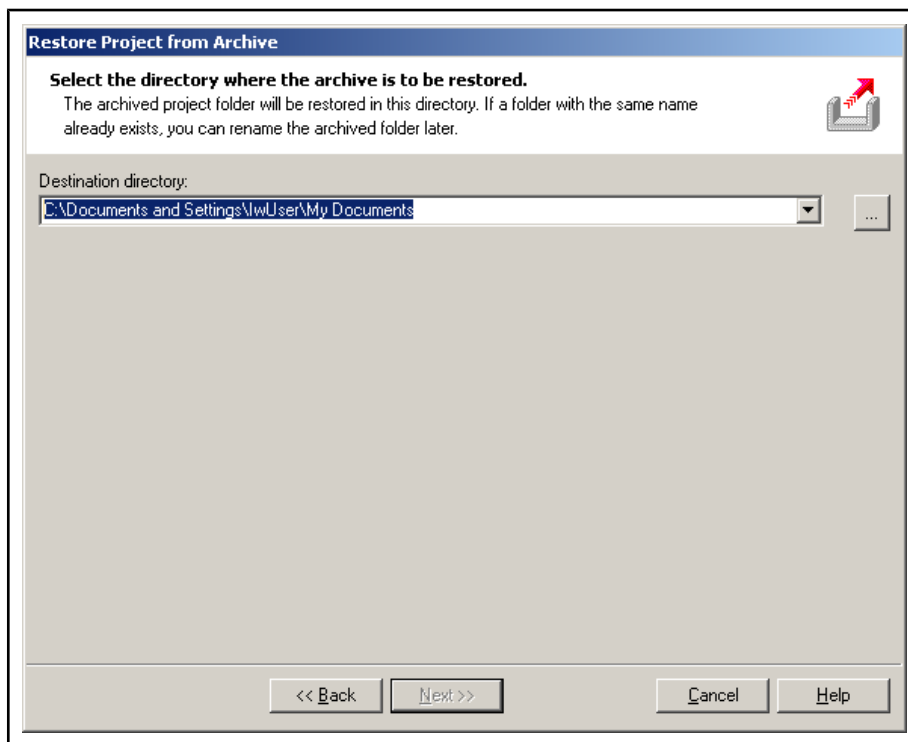 Restore Project from Archive
Select the directory where the archive is to be restored.
The archived project folder will be restored in this directory. If a folder with the same name
already exists, you can rename the archived folder later.
Destination directory:
C:\Documents and Settings\IwUser\My Documents
...
<< Back
Next >>
Cancel
Help